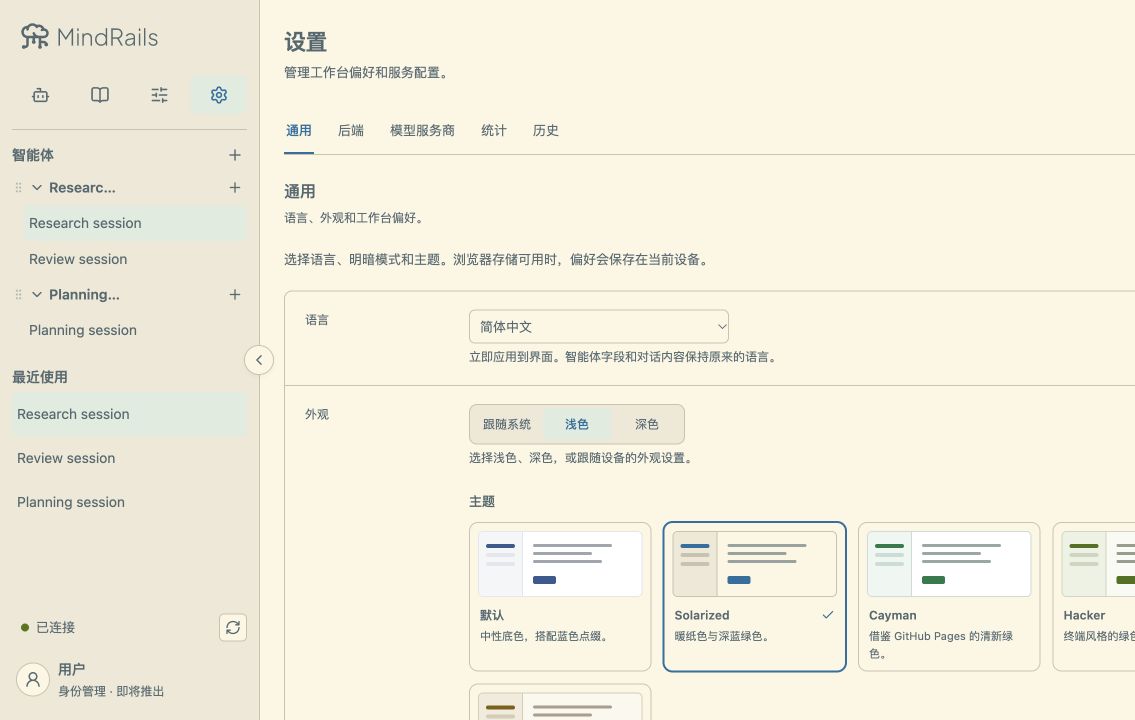 MindRails
智能体
Researc...
Research session
Review session
Planning...
Planning session
最近使用
Research session
Review session
Planning session
已连接
用户
身份管理 · 即将推出
设置
管理工作台偏好和服务配置。
通用
后端
模型服务商
统计
历史
通用
语言、外观和工作台偏好。
选择语言、明暗模式和主题。浏览器存储可用时，偏好会保存在当前设备。
语言
简体中文
立即应用到界面。智能体字段和对话内容保持原来的语言。
外观
跟随系统
浅色
深色
选择浅色、深色，或跟随设备的外观设置。
主题
默认
中性底色，搭配蓝色点缀。
Solarized
暖纸色与深蓝绿色。
Cayman
借鉴 GitHub Pages 的清新绿
色。
Hacker
终端风格的绿色